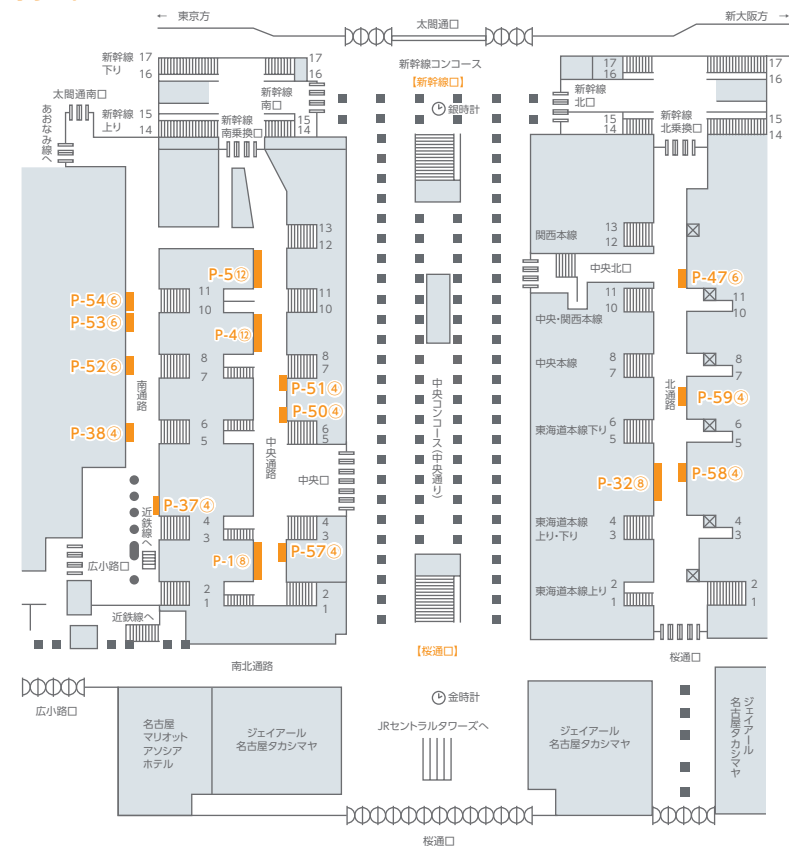 ← 東京方
新大阪方 →
太閤通口
新幹線
下り
17
16
17
16
新幹線コンコース
【新幹線口】
17
16
17
16
太閤通南口
あおなみ線へ
新幹線
上り
15
14
新幹線
南口
新幹線
南乗換口
15
14
銀時計
新幹線
北口
15
14
新幹線
北乗換口
15
14
13
12
関西本線
13
12
P-5⑫
中央北口
P-47⑥
P-54⑥
P-53⑥
11
10
11
10
11
10
11
10
中央・関西本線
P-4⑫
P-52⑥
8
7
8
7
中央本線
8
7
8
7
南通路
P-51④
P-50④
中央コンコース(中央通り)
北通路
P-59④
P-38④
6
5
6
5
東海道本線下り
6
5
6
5
中央通路
中央口
P-32⑧
P-58④
P-37④
近鉄線へ
4
3
4
3
東海道本線
上り・下り
4
3
4
3
広小路口
P-1⑧
P-57④
2
1
2
1
東海道本線上り
2
1
2
1
近鉄線へ
【桜通口】
桜通口
南北通路
広小路口
金時計
名古屋
マリオット
アソシア
ホテル
ジェイアール
名古屋タカシマヤ
JRセントラルタワーズへ
ジェイアール
名古屋タカシマヤ
ジェイアール
名古屋タカシマヤ
桜通口